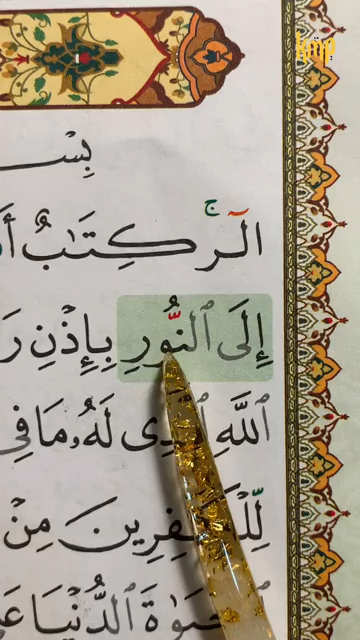 بِسۡ
الٓر ۚ كِتَٰبٌ أَ
إِلَى ٱلنُّورِ بِإِذۡنِ رَ
ٱللَّهِ ٱلَّذِى لَهُۥ مَا فِى
لِّلۡكَٰفِرِينَ مِنۡ
ٱلۡحَيَوٰةَ ٱلدُّنۡيَا عَ